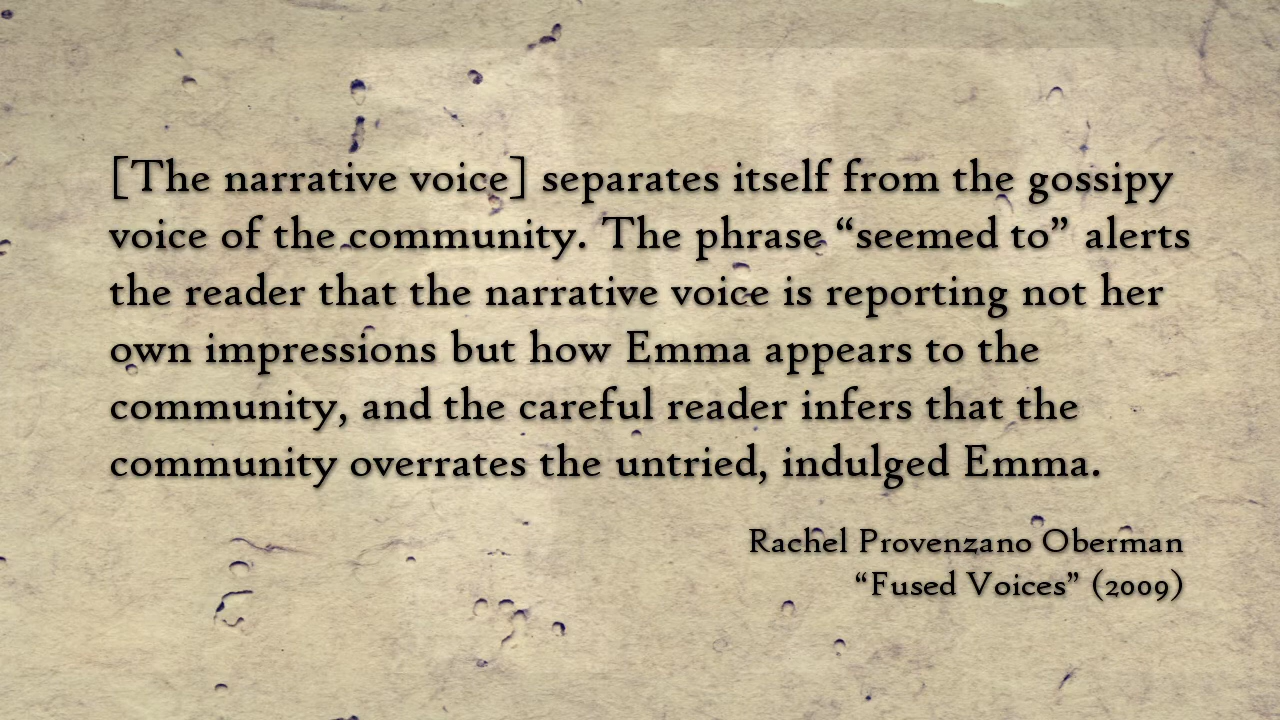 [The narrative voice] separates itself from the gossipy
voice of the community. The phrase “seemed to” alerts
the reader that the narrative voice is reporting not her
own impressions but how Emma appears to the
community, and the careful reader infers that the
community overrates the untried, indulged Emma.
Rachel Provenzano Oberman
“Fused Voices” (2009)